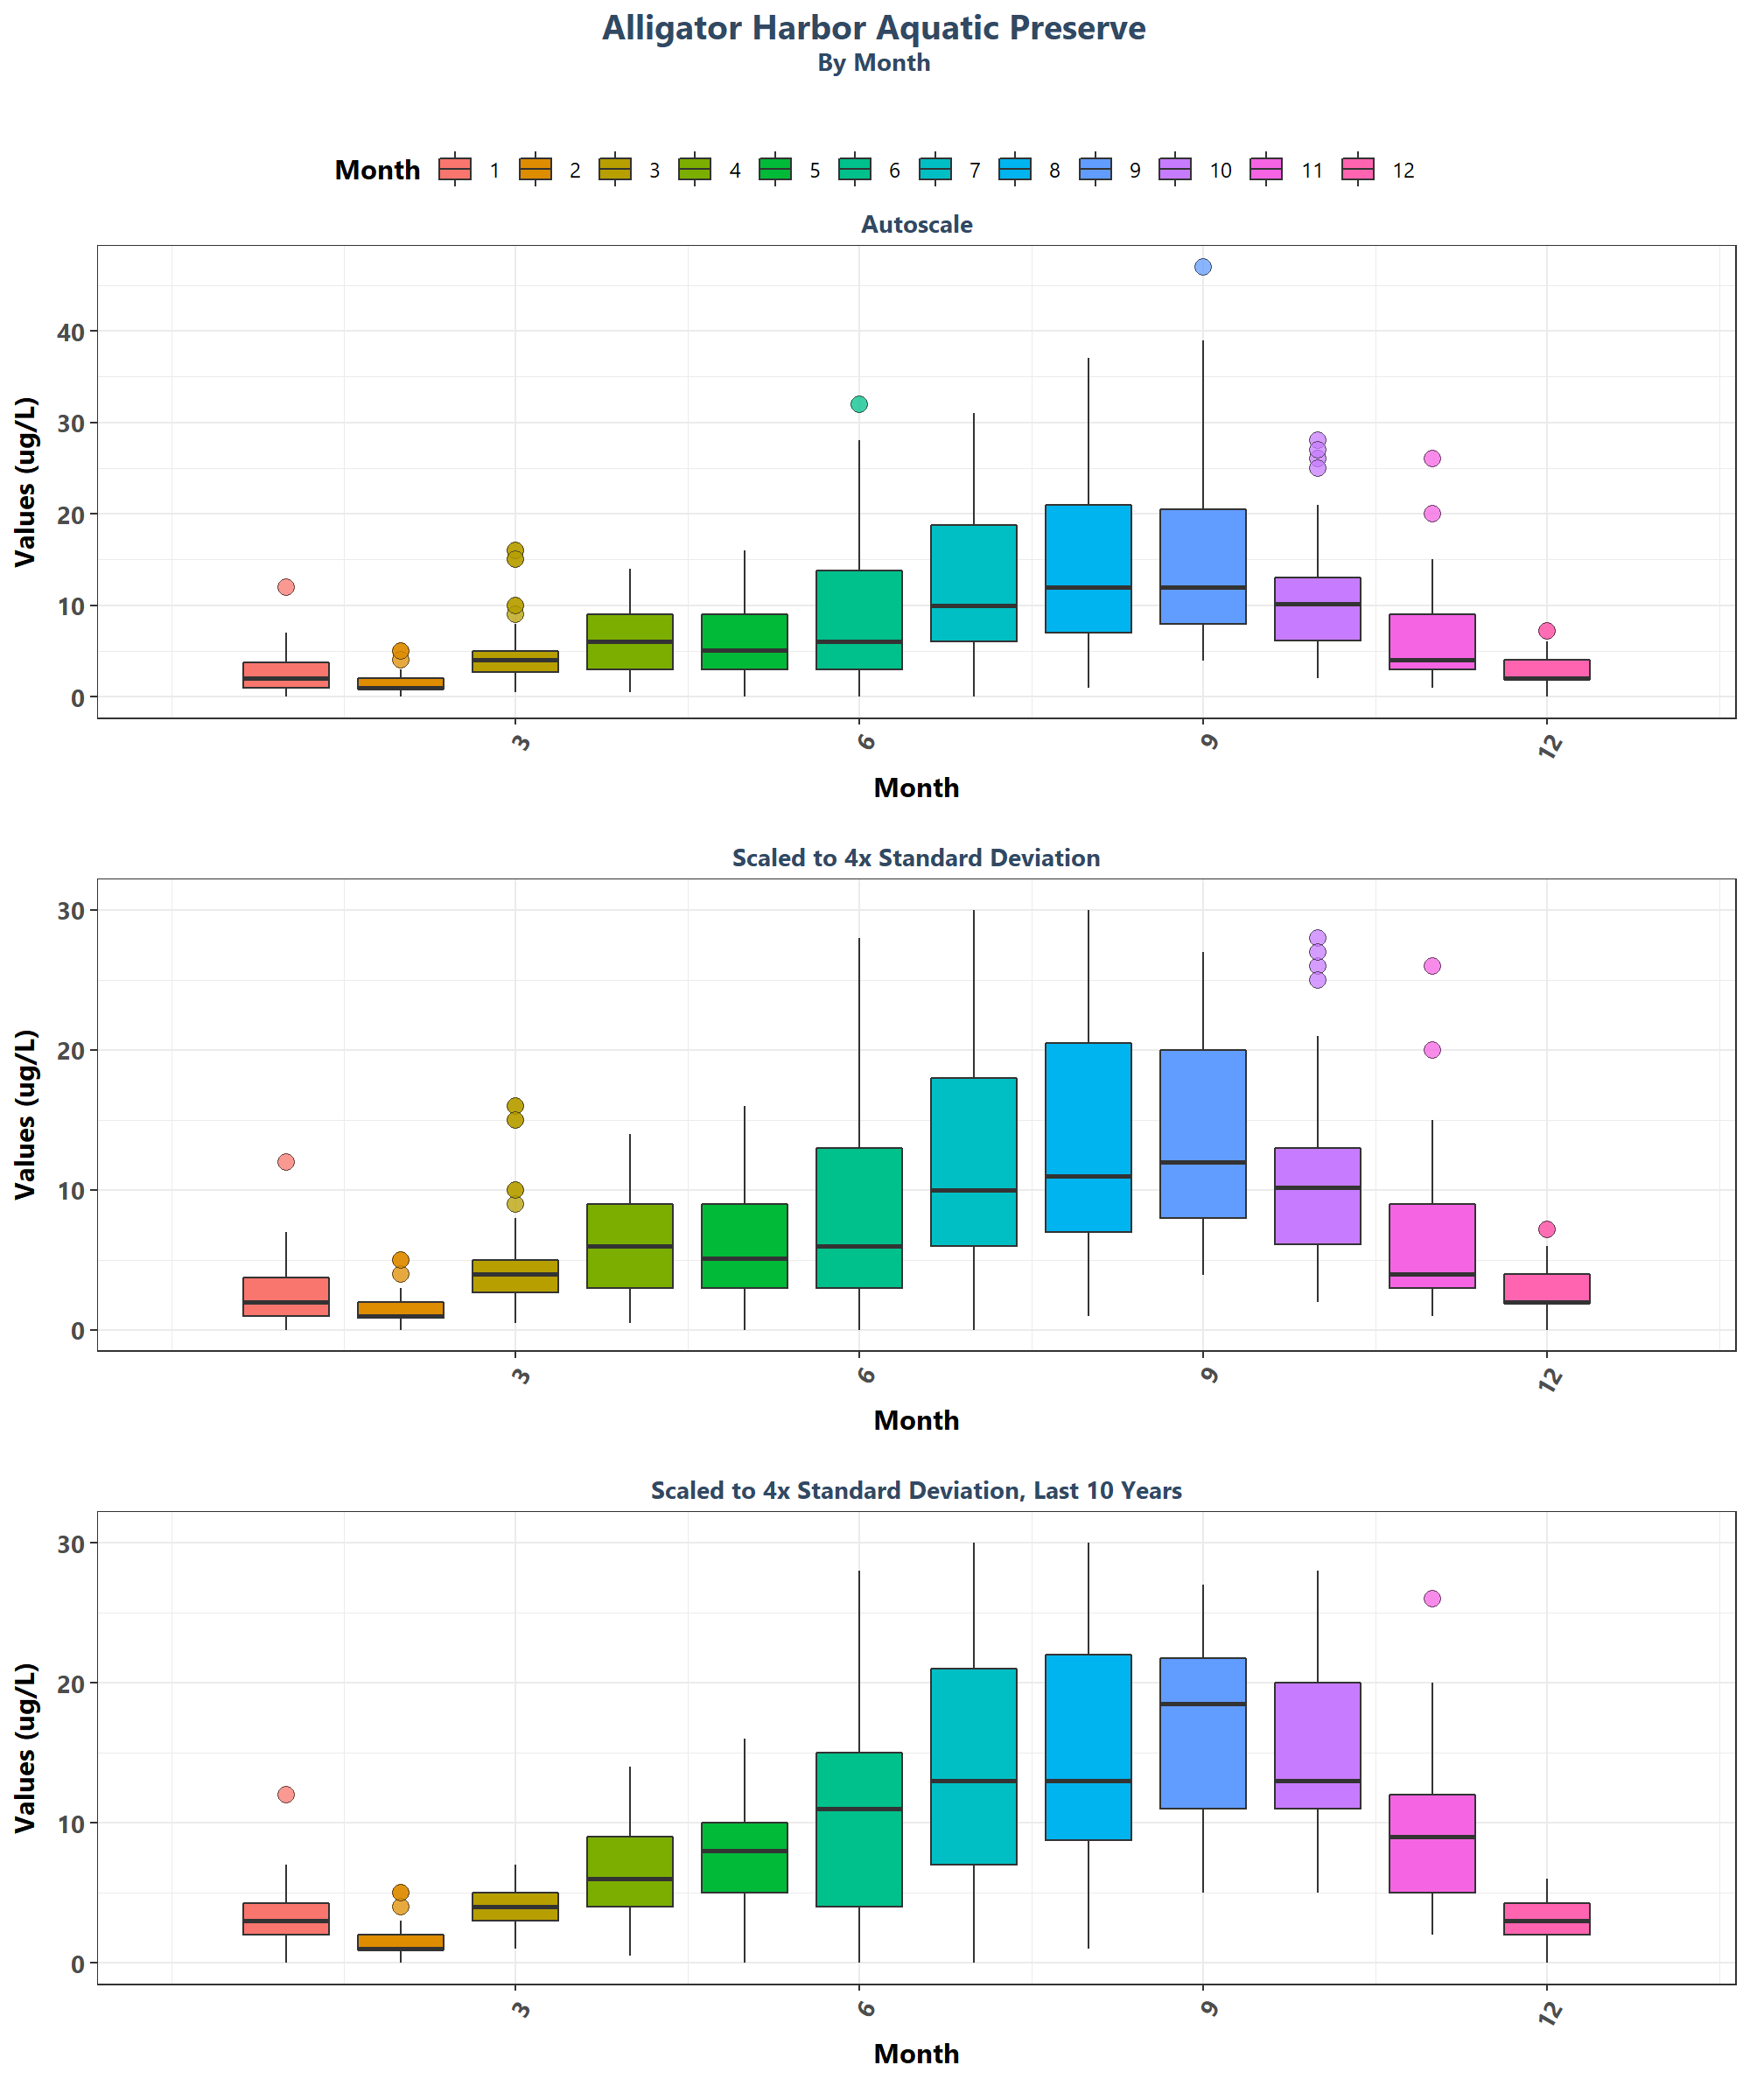 Alligator Harbor Aquatic Preserve
By Month
Month 1 2 3 4 5 6 7 8 9 10 11 12
Autoscale
Values (ug/L)
40
30
20
10
0
3 6 9 12
Month
Scaled to 4x Standard Deviation
Values (ug/L)
30
20
10
0
3 6 9 12
Month
Scaled to 4x Standard Deviation, Last 10 Years
Values (ug/L)
30
20
10
0
3 6 9 12
Month